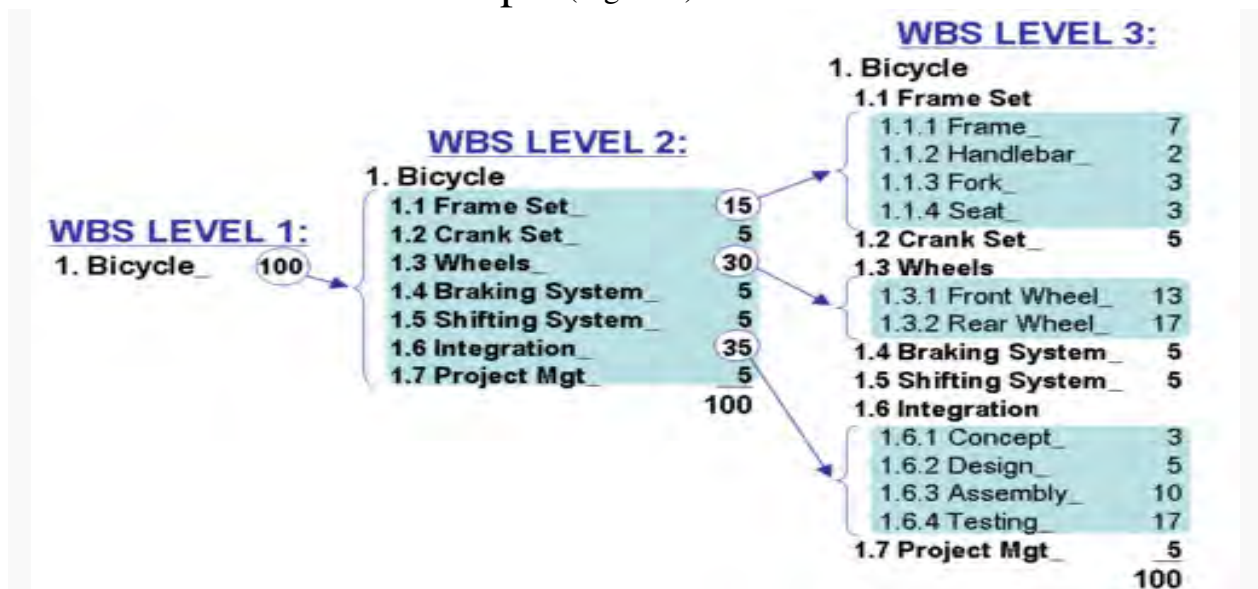 WBS LEVEL 1:
1. Bicycle_ 100
WBS LEVEL 2:
1. Bicycle
1.1 Frame Set_ 15
1.2 Crank Set_ 5
1.3 Wheels_ 30
1.4 Braking System_ 5
1.5 Shifting System_ 5
1.6 Integration_ 35
1.7 Project Mgt_ 5
100
WBS LEVEL 3:
1. Bicycle
1.1 Frame Set
1.1.1 Frame_ 7
1.1.2 Handlebar_ 2
1.1.3 Fork_ 3
1.1.4 Seat_ 3
1.2 Crank Set_ 5
1.3 Wheels
1.3.1 Front Wheel_ 13
1.3.2 Rear Wheel_ 17
1.4 Braking System_ 5
1.5 Shifting System_ 5
1.6 Integration
1.6.1 Concept_ 3
1.6.2 Design_ 5
1.6.3 Assembly_ 10
1.6.4 Testing_ 17
1.7 Project Mgt_ 5
100